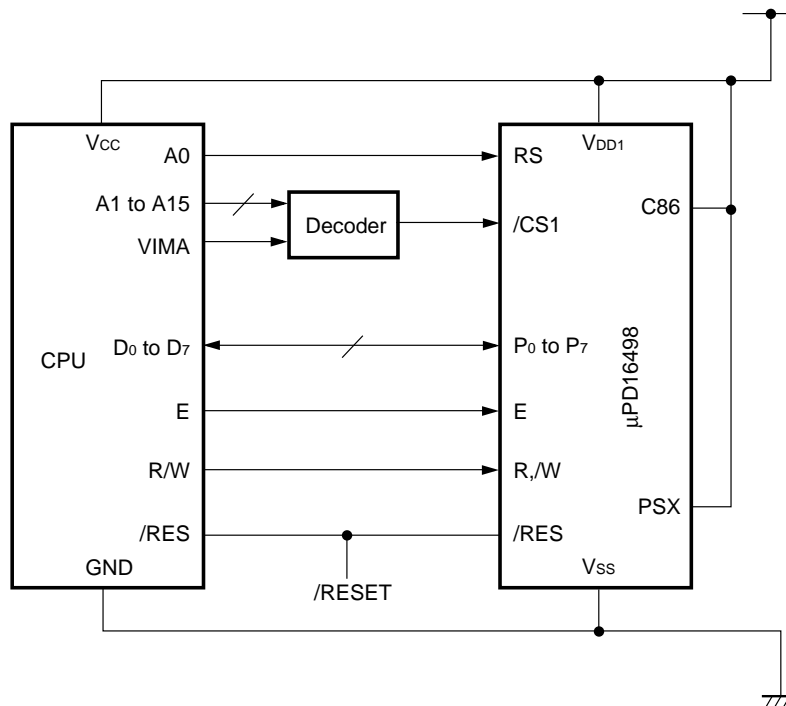 VCC
A0
A1 to A15
VIMA
CPU
D0 to D7
E
R/W
/RES
GND
Decoder
/RESET
VDD1
RS
C86
/CS1
P0 to P7
µPD16498
E
R,/W
PSX
/RES
VSS